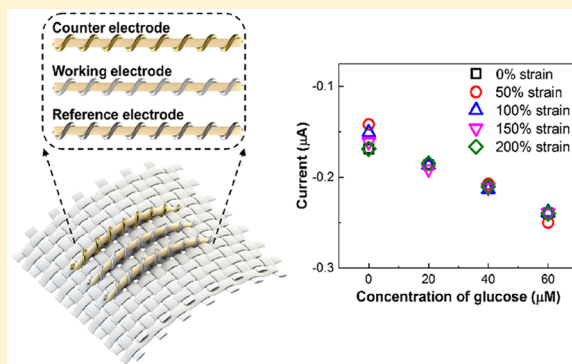 Counter electrode
Working electrode
Reference electrode
0% strain
50% strain
100% strain
150% strain
200% strain
-0.1
-0.2
-0.3
Current (μA)
0
20
40
60
Concentration of glucose (μM)